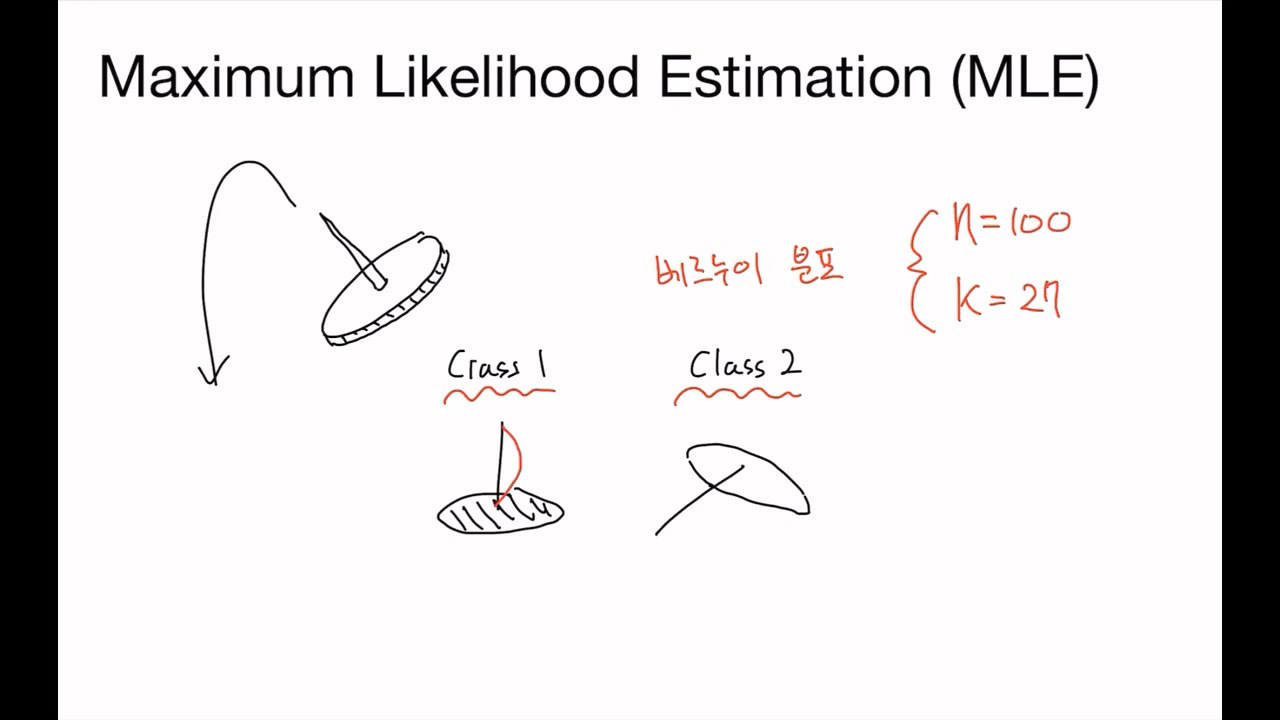 Maximum Likelihood Estimation (MLE)
베르누이 분포
n=100
K=27
Crass 1
Class 2